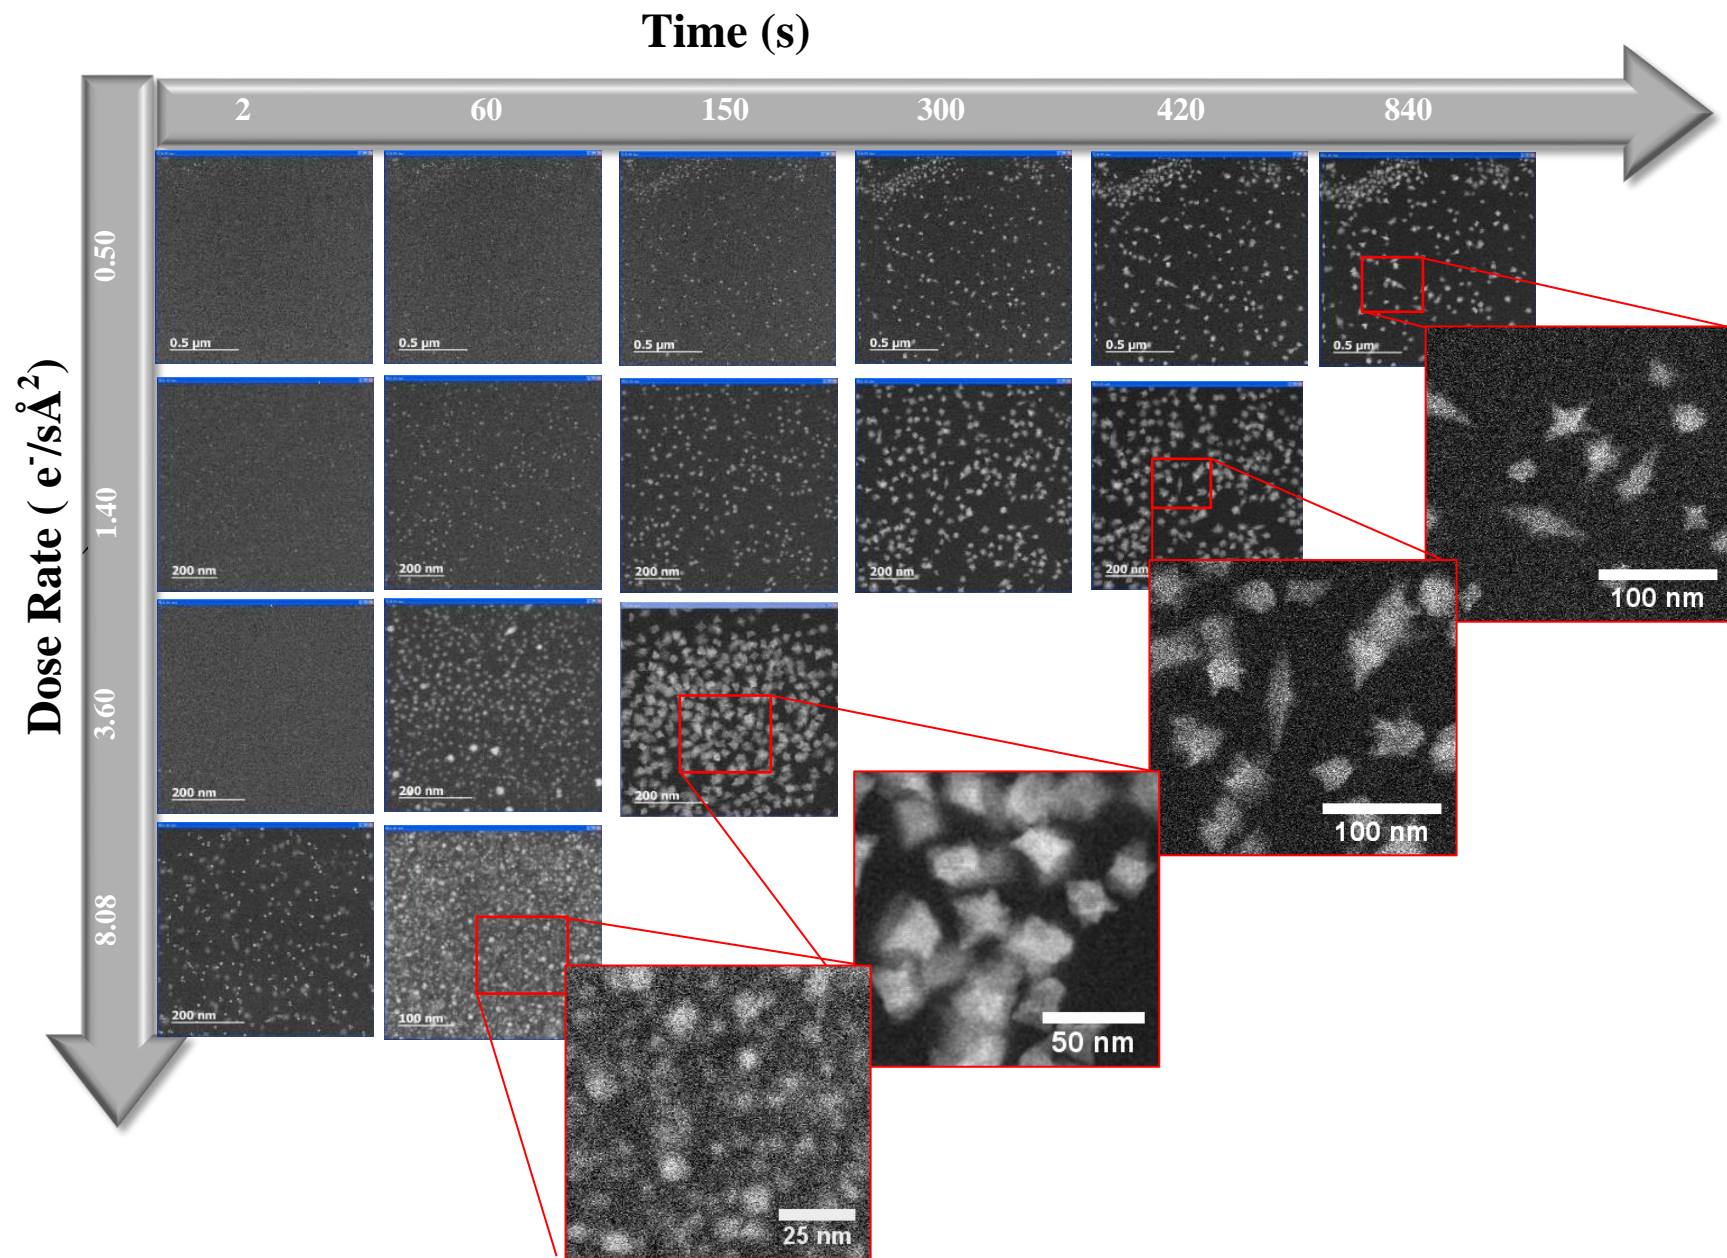 Time (s)
2 60 150 300 420 840
Dose Rate ( e-/sÅ2)
0.50
0.5 µm 0.5 µm 0.5 µm 0.5 µm 0.5 µm 0.5 µm
100 nm
1.40
200 nm 200 nm 200 nm 200 nm 200 nm
100 nm
3.60
200 nm 200 nm 200 nm
50 nm
8.08
200 nm 100 nm
25 nm